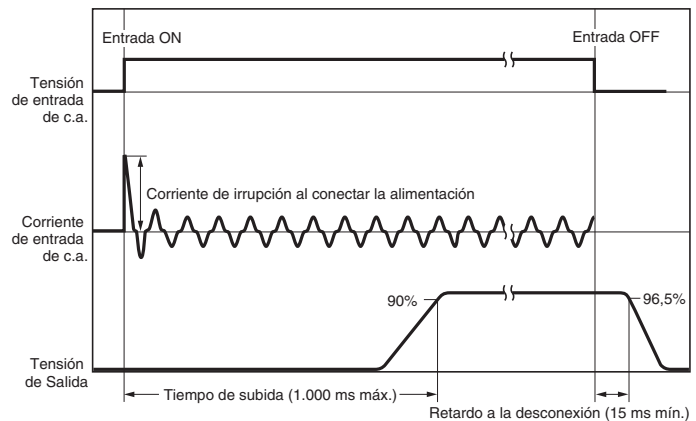 Entrada ON
Entrada OFF
Tensión
de entrada
de c.a.
Corriente de irrupción al conectar la alimentación
Corriente
de entrada
de c.a.
90%
96,5%
Tensión
de Salida
Tiempo de subida (1.000 ms máx.)
Retardo a la desconexión (15 ms mín.)